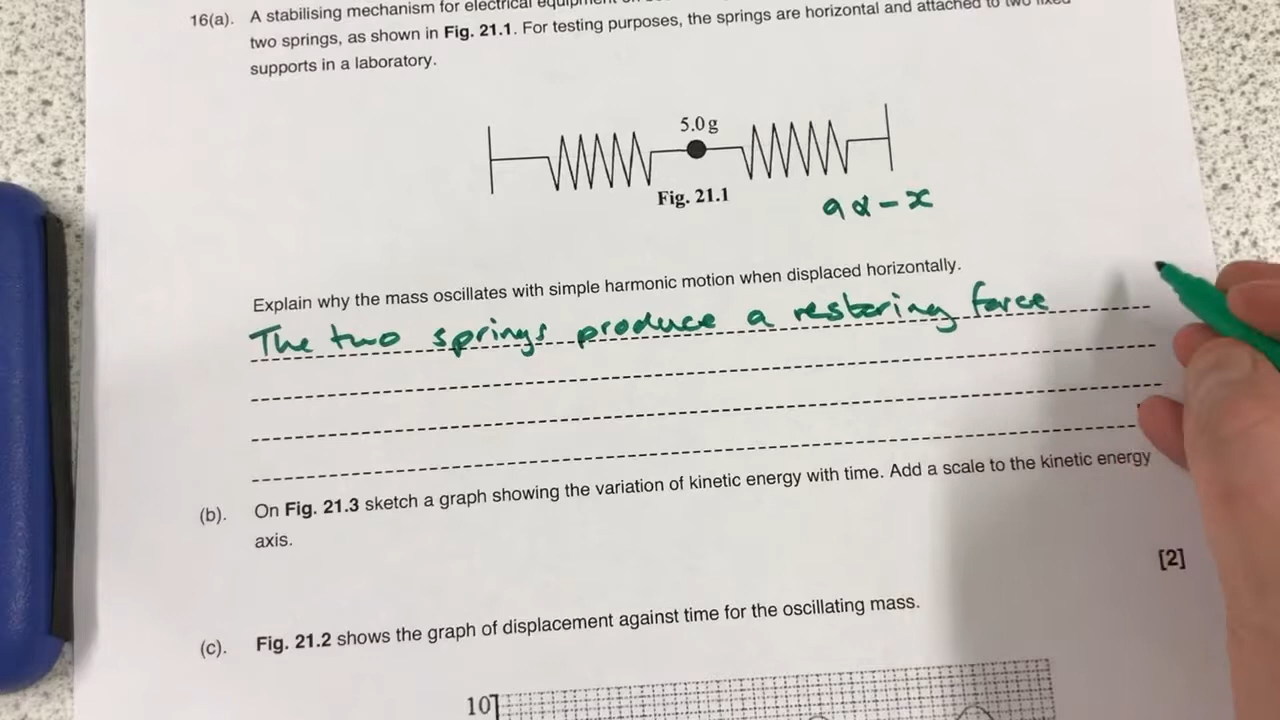 16(a). A stabilising mechanism for electrical equipment on
two springs, as shown in Fig. 21.1. For testing purposes, the springs are horizontal and attached to two fixed
supports in a laboratory.
5.0 g
Fig. 21.1
a α - x
Explain why the mass oscillates with simple harmonic motion when displaced horizontally.
The two springs produce a restoring force
(b). On Fig. 21.3 sketch a graph showing the variation of kinetic energy with time. Add a scale to the kinetic energy
axis.
[2]
(c). Fig. 21.2 shows the graph of displacement against time for the oscillating mass.
10